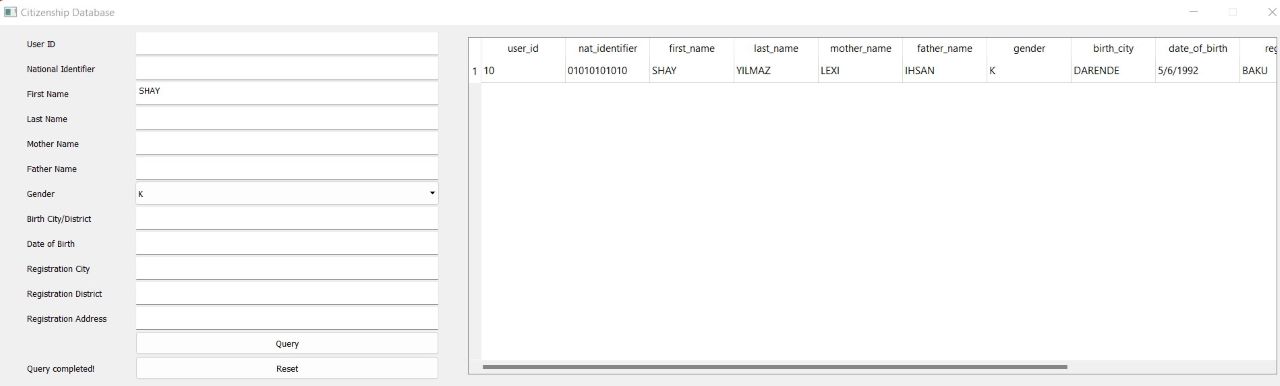 Citizenship Database
User ID
National Identifier
First Name SHAY
Last Name
Mother Name
Father Name
Gender K
Birth City/District
Date of Birth
Registration City
Registration District
Registration Address
Query
Query completed! Reset
user_id nat_identifier first_name last_name mother_name father_name gender birth_city date_of_birth reg
1 10 01010101010 SHAY YILMAZ LEXI IHSAN K DARENDE 5/6/1992 BAKU